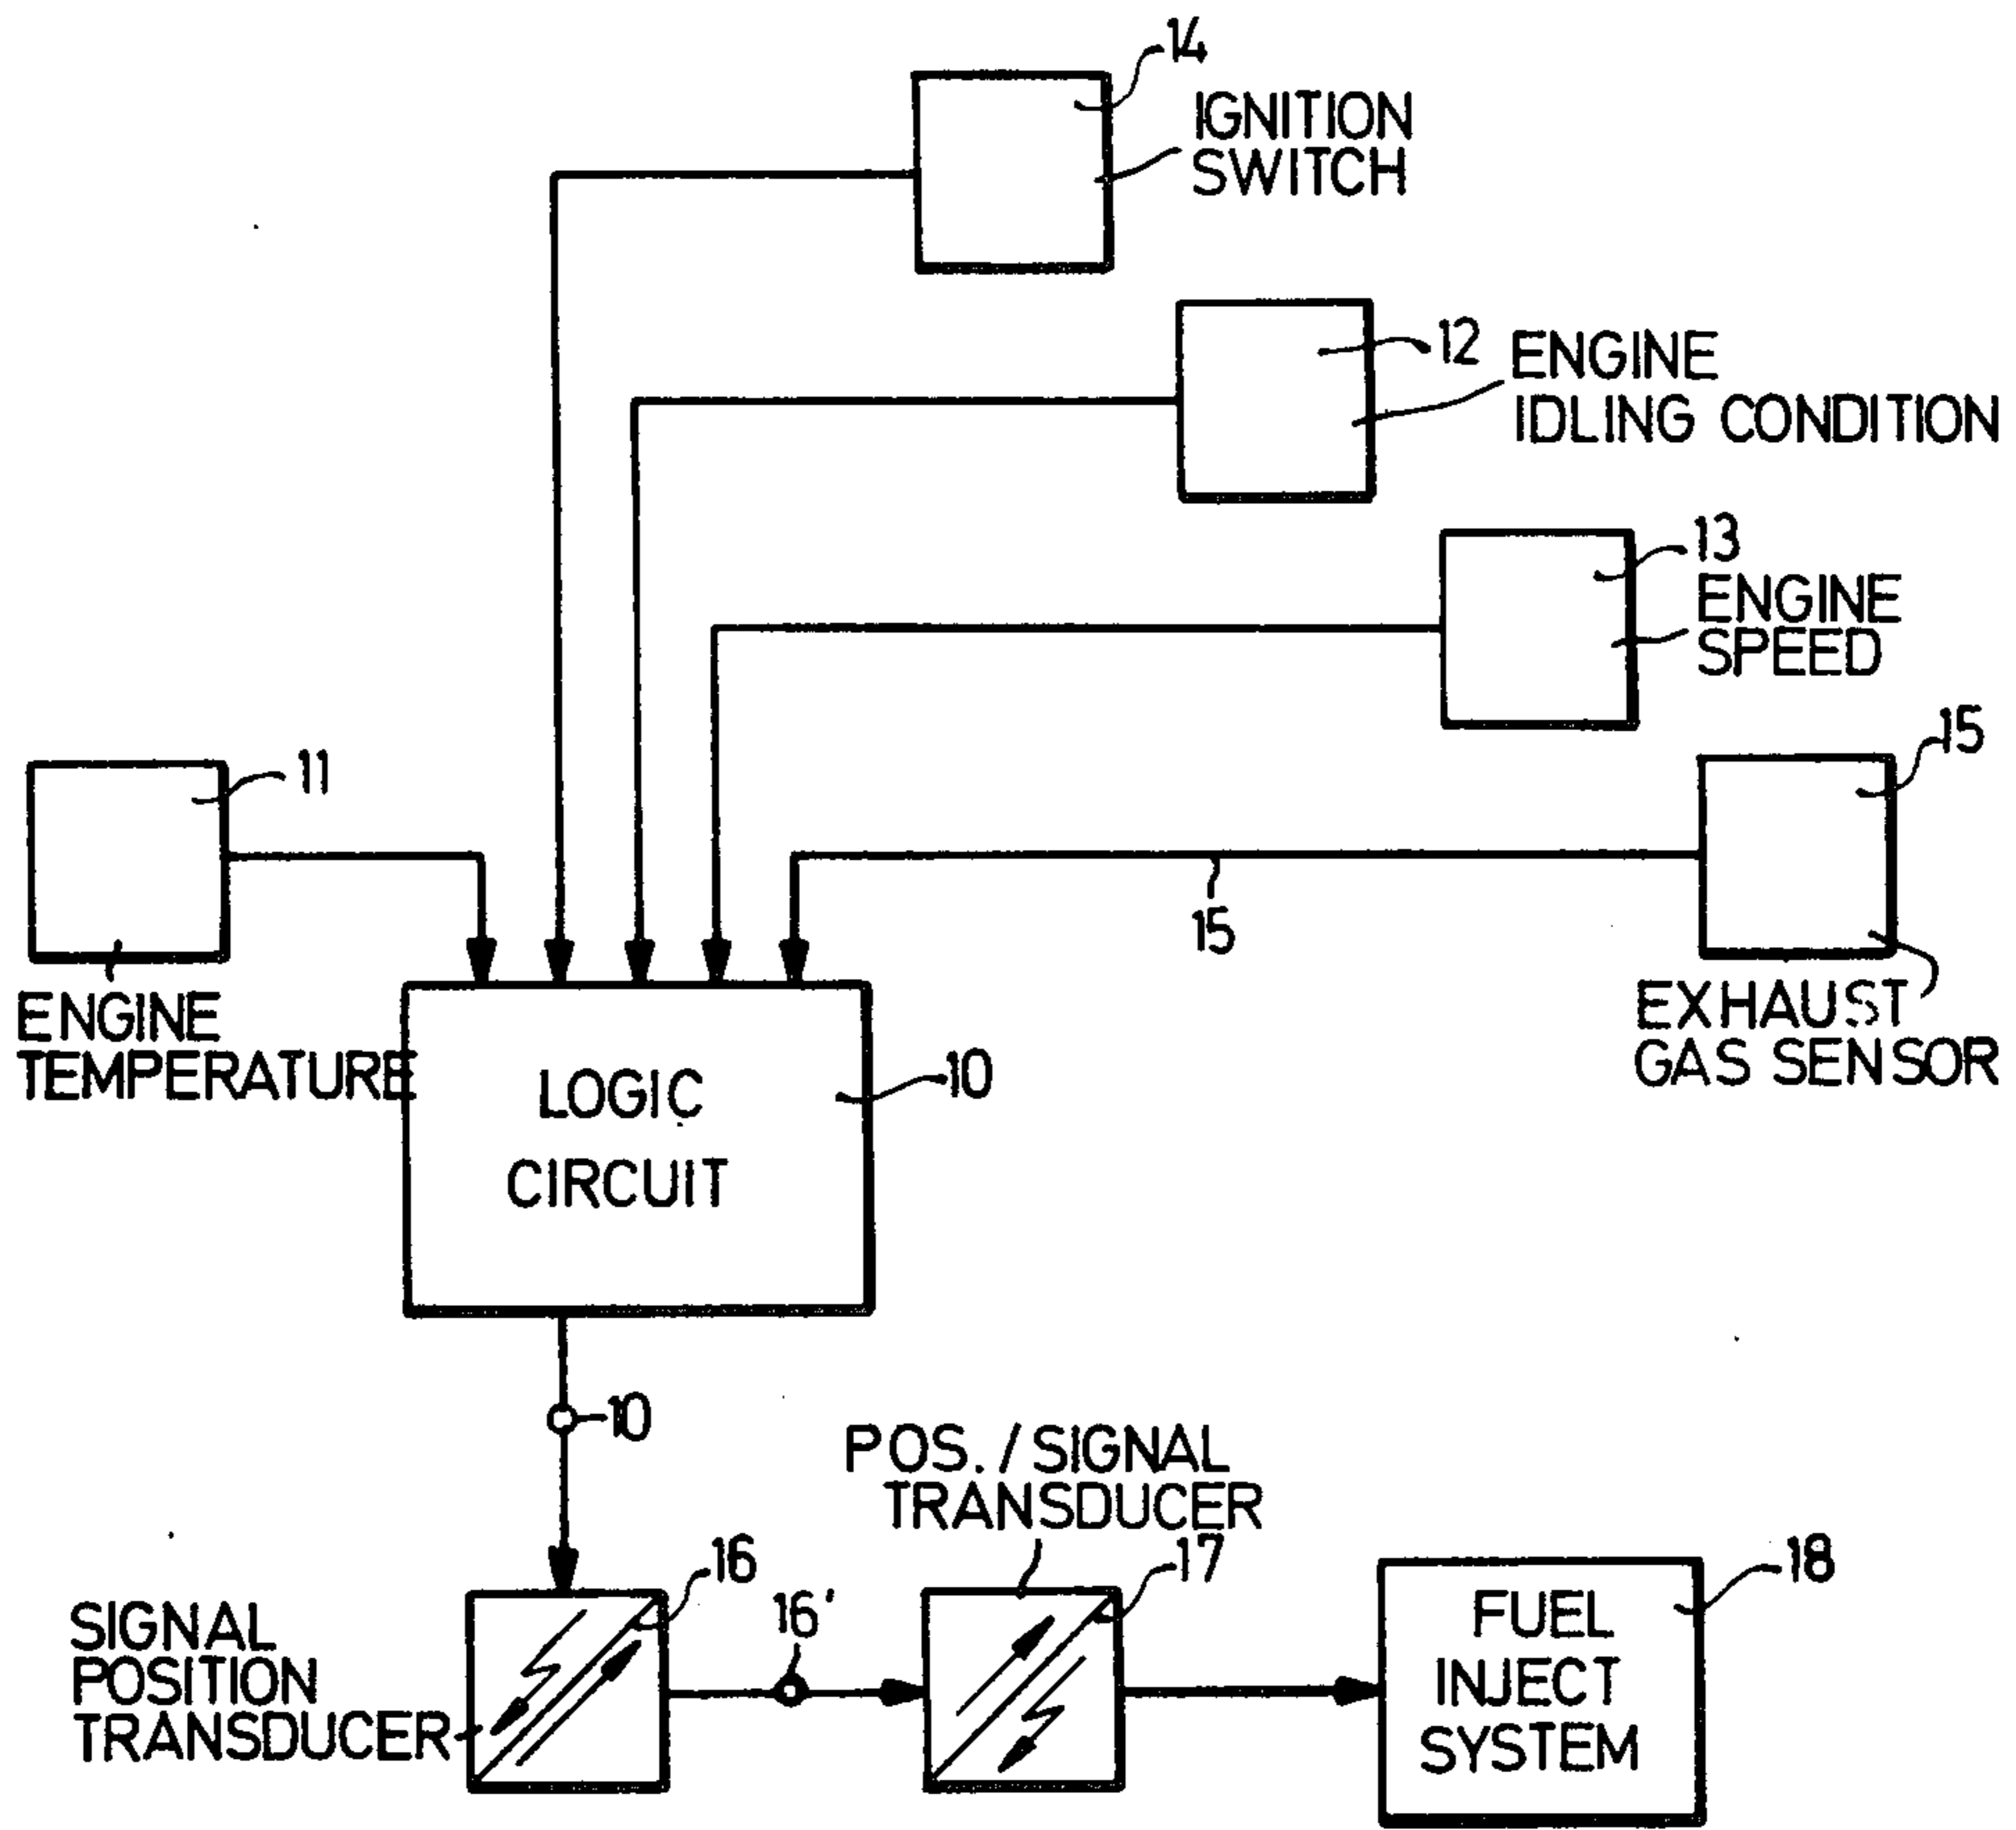 14
IGNITION
SWITCH
12
ENGINE
IDLING CONDITION
13
ENGINE
SPEED
15
11
15
ENGINE
TEMPERATURE
EXHAUST
GAS SENSOR
LOGIC
CIRCUIT
10
10
POS./SIGNAL
TRANSDUCER
16
17
18
SIGNAL
POSITION
TRANSDUCER
16'
FUEL
INJECT
SYSTEM